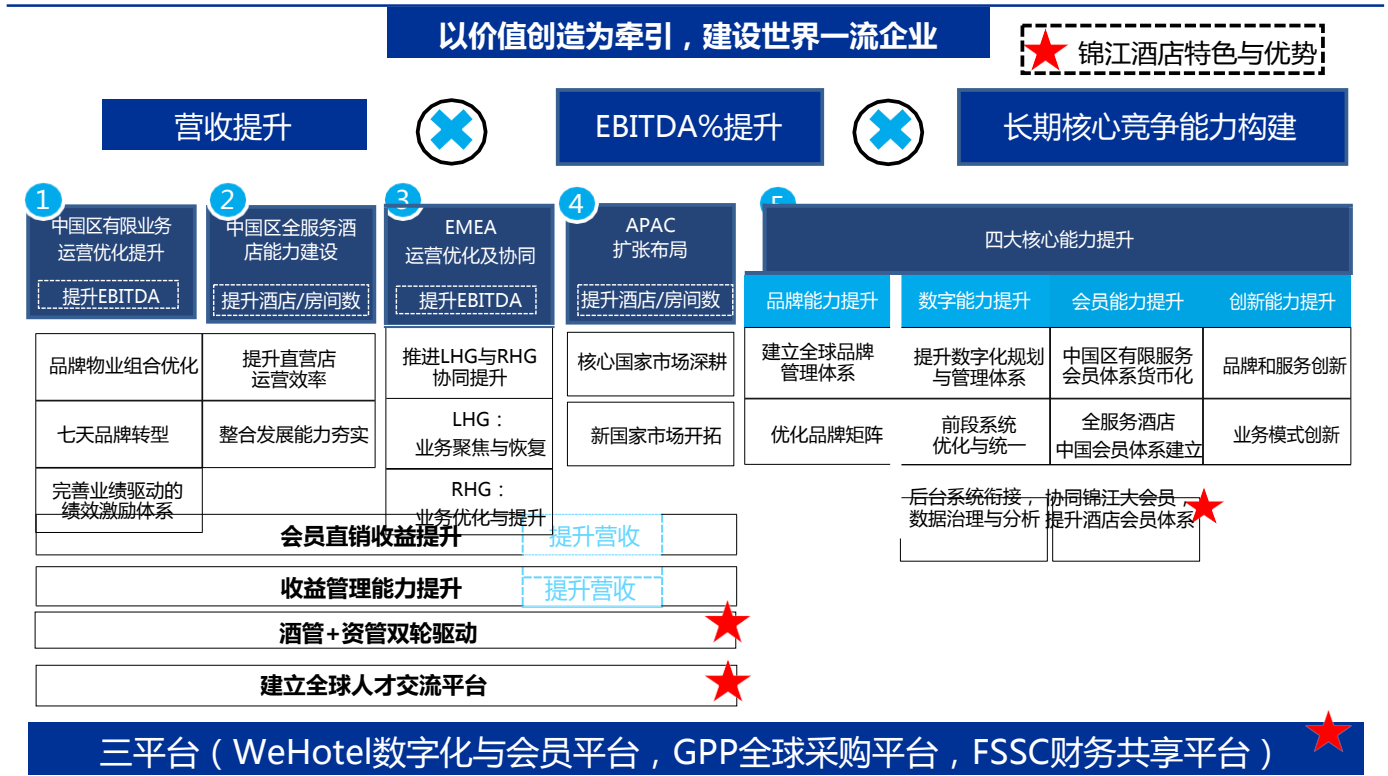 以价值创造为牵引，建设世界一流企业
锦江酒店特色与优势
营收提升
EBITDA%提升
长期核心竞争能力构建
1
中国区有限业务
运营优化提升
提升EBITDA
2
中国区全服务酒
店能力建设
提升酒店/房间数
3
EMEA
运营优化及协同
提升EBITDA
4
APAC
扩张布局
提升酒店/房间数
5
四大核心能力提升
品牌能力提升
数字能力提升
会员能力提升
创新能力提升
品牌物业组合优化
七天品牌转型
完善业绩驱动的
绩效激励体系
提升直营店
运营效率
整合发展能力夯实
推进LHG与RHG
协同提升
LHG：
业务聚焦与恢复
RHG：
业务优化与提升
核心国家市场深耕
新国家市场开拓
建立全球品牌
管理体系
优化品牌矩阵
提升数字化规划
与管理体系
前段系统
优化与统一
后台系统衔接，
数据治理与分析
中国区有限服务
会员体系货币化
全服务酒店
中国会员体系建立
协同锦江大会员，
提升酒店会员体系
品牌和服务创新
业务模式创新
会员直销收益提升
提升营收
收益管理能力提升
提升营收
酒管+资管双轮驱动
建立全球人才交流平台
三平台（WeHotel数字化与会员平台，GPP全球采购平台，FSSC财务共享平台）